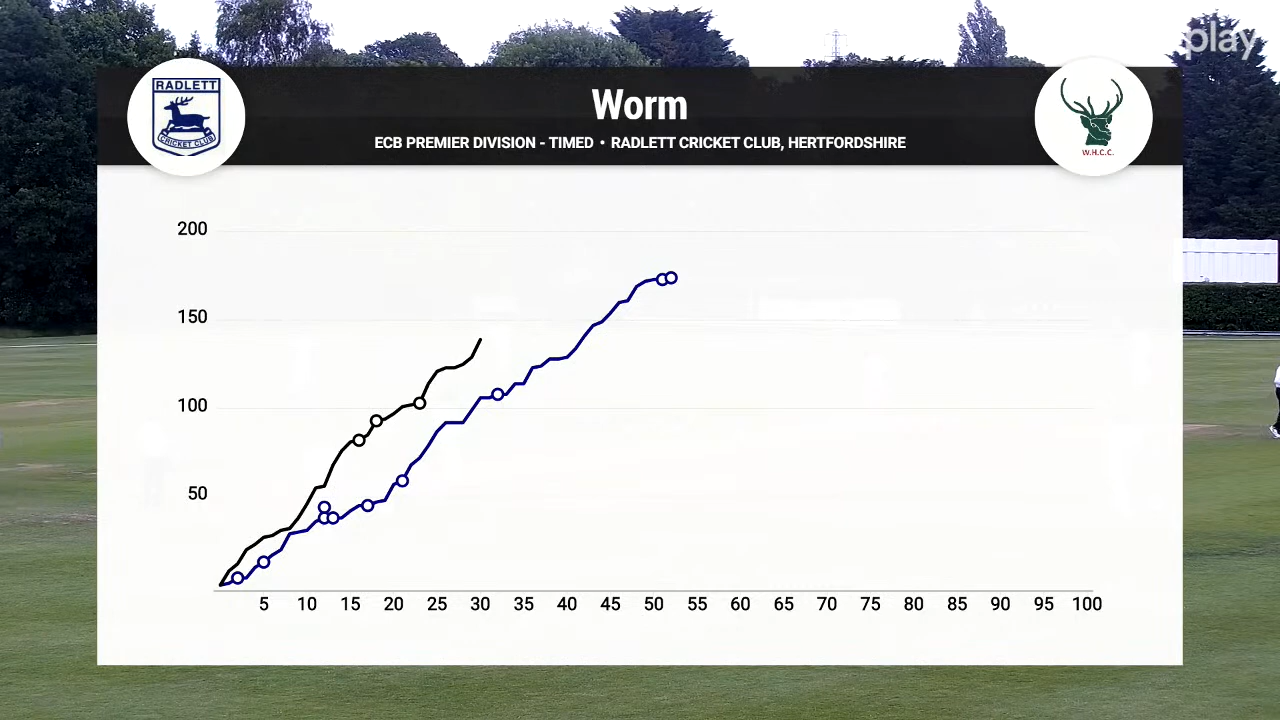 play
RADLETT
CRICKET CLUB
Worm
ECB PREMIER DIVISION - TIMED • RADLETT CRICKET CLUB, HERTFORDSHIRE
W.H.C.C.
200
150
100
50
5 10 15 20 25 30 35 40 45 50 55 60 65 70 75 80 85 90 95 100